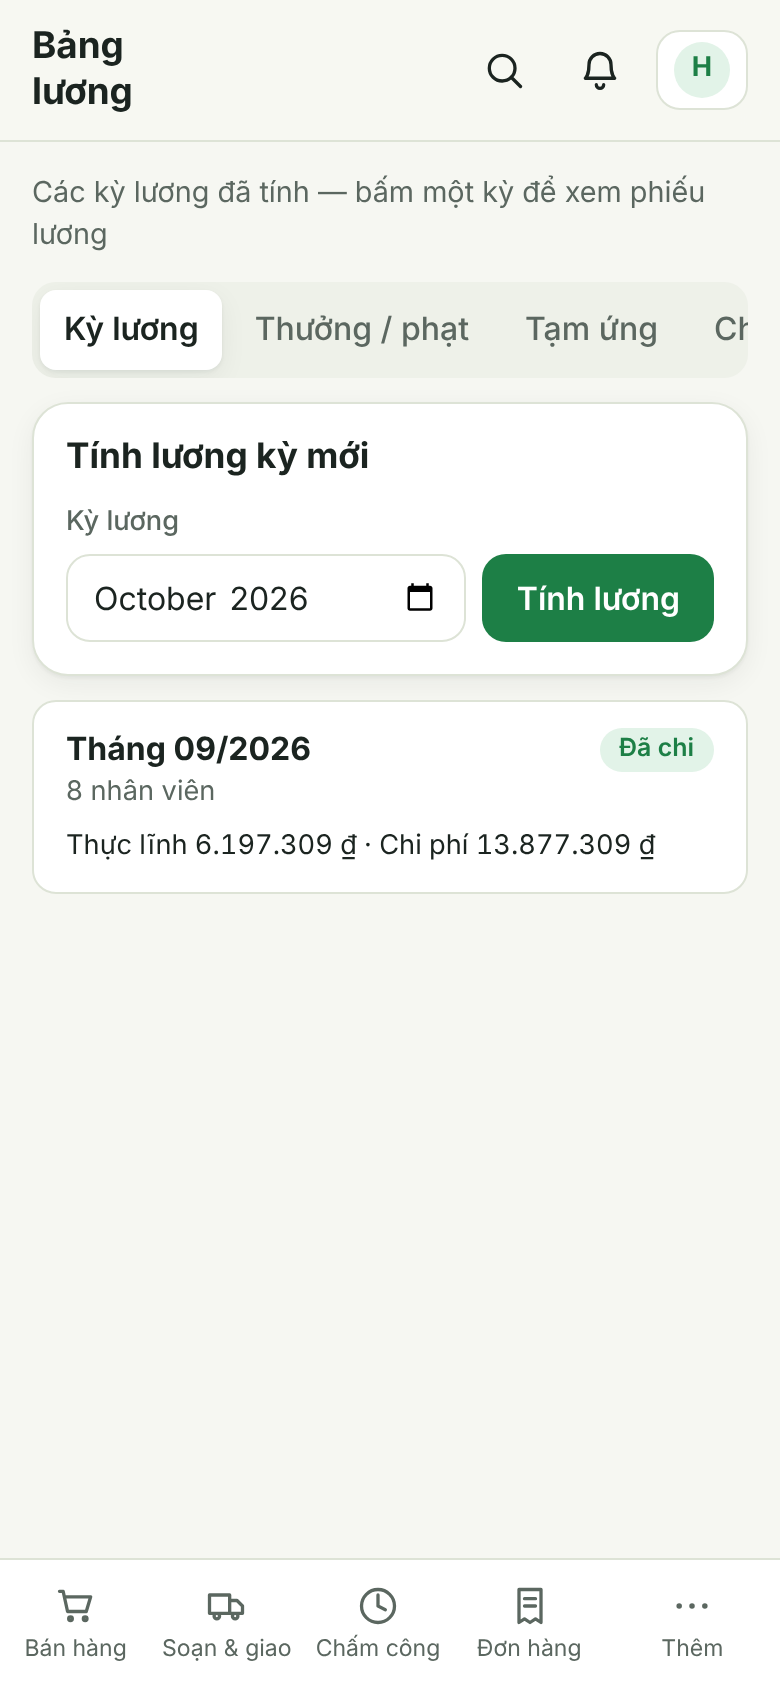 Bảng
lương
H
Các kỳ lương đã tính — bấm một kỳ để xem phiếu
lương
Kỳ lương
Thưởng / phạt
Tạm ứng
Ch
Tính lương kỳ mới
Kỳ lương
October 2026
Tính lương
Tháng 09/2026
Đã chi
8 nhân viên
Thực lĩnh 6.197.309 ₫ · Chi phí 13.877.309 ₫
Bán hàng
Soạn & giao
Chấm công
Đơn hàng
Thêm